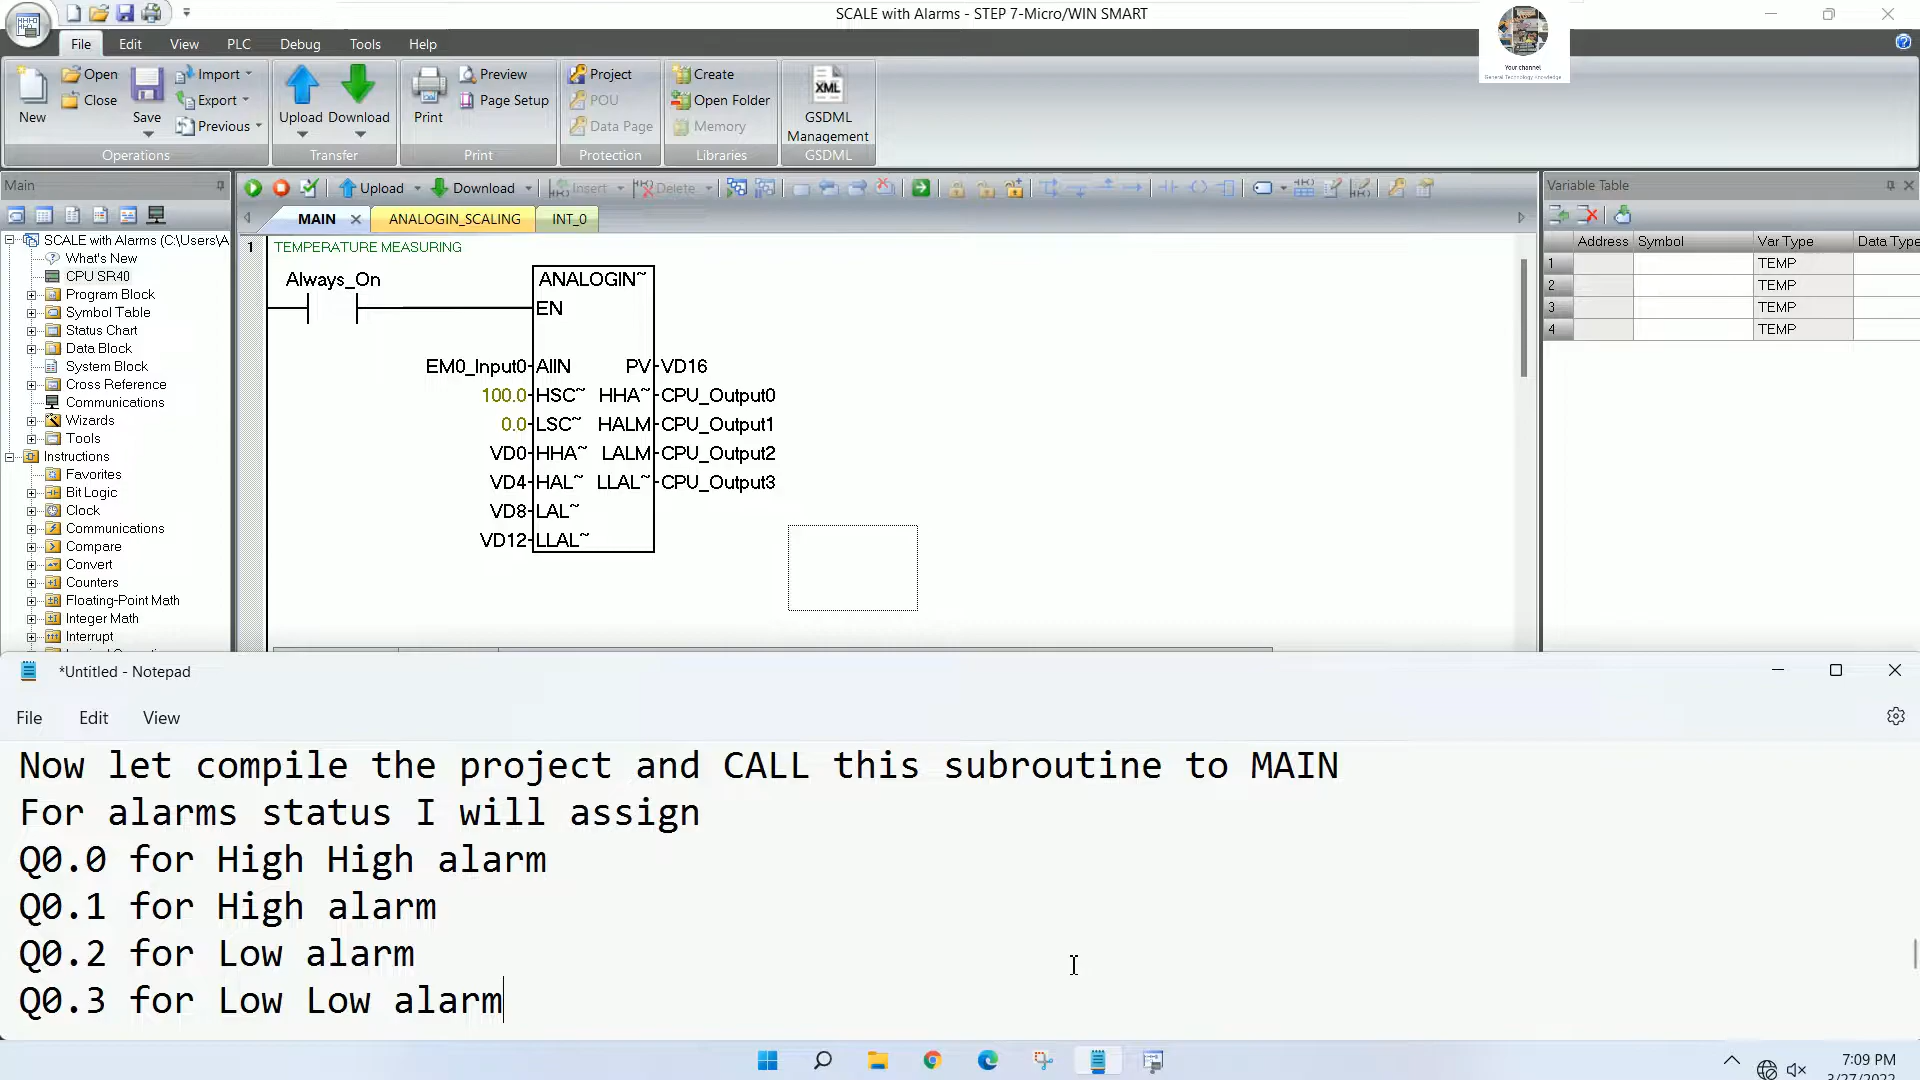 SCALE with Alarms - STEP 7-Micro/WIN SMART
File Edit View PLC Debug Tools Help
New
Open
Close
Save
Import
Export
Previous
Operations
Upload
Download
Transfer
Print
Preview
Page Setup
Print
Project
POU
Data Page
Protection
Create
Open Folder
Memory
Libraries
XML
GSDML
Management
GSDML
Your channel
General Technology Knowledge
Main
SCALE with Alarms (C:\Users\A
What's New
CPU SR40
Program Block
Symbol Table
Status Chart
Data Block
System Block
Cross Reference
Communications
Wizards
Tools
Instructions
Favorites
Bit Logic
Clock
Communications
Compare
Convert
Counters
Floating-Point Math
Integer Math
Interrupt
Upload Download Insert Delete
MAIN ANALOGIN_SCALING INT_0
1 TEMPERATURE MEASURING
Always_On
ANALOGIN~
EN
EM0_Input0 AIIN PV VD16
100.0 HSC~ HHA~ CPU_Output0
0.0 LSC~ HALM CPU_Output1
VD0 HHA~ LALM CPU_Output2
VD4 HAL~ LLAL~ CPU_Output3
VD8 LAL~
VD12 LLAL~
Variable Table
Address Symbol Var Type Data Type
1 TEMP
2 TEMP
3 TEMP
4 TEMP
*Untitled - Notepad
File Edit View
Now let compile the project and CALL this subroutine to MAIN
For alarms status I will assign
Q0.0 for High High alarm
Q0.1 for High alarm
Q0.2 for Low alarm
Q0.3 for Low Low alarm
7:09 PM
3/27/2022